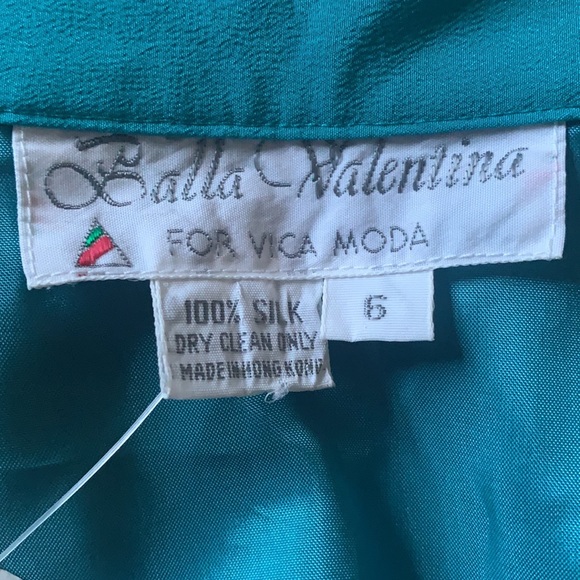 Balla Valentina
FOR VICA MODA
100% SILK
DRY CLEAN ONLY
MADE IN HONG KONG
6